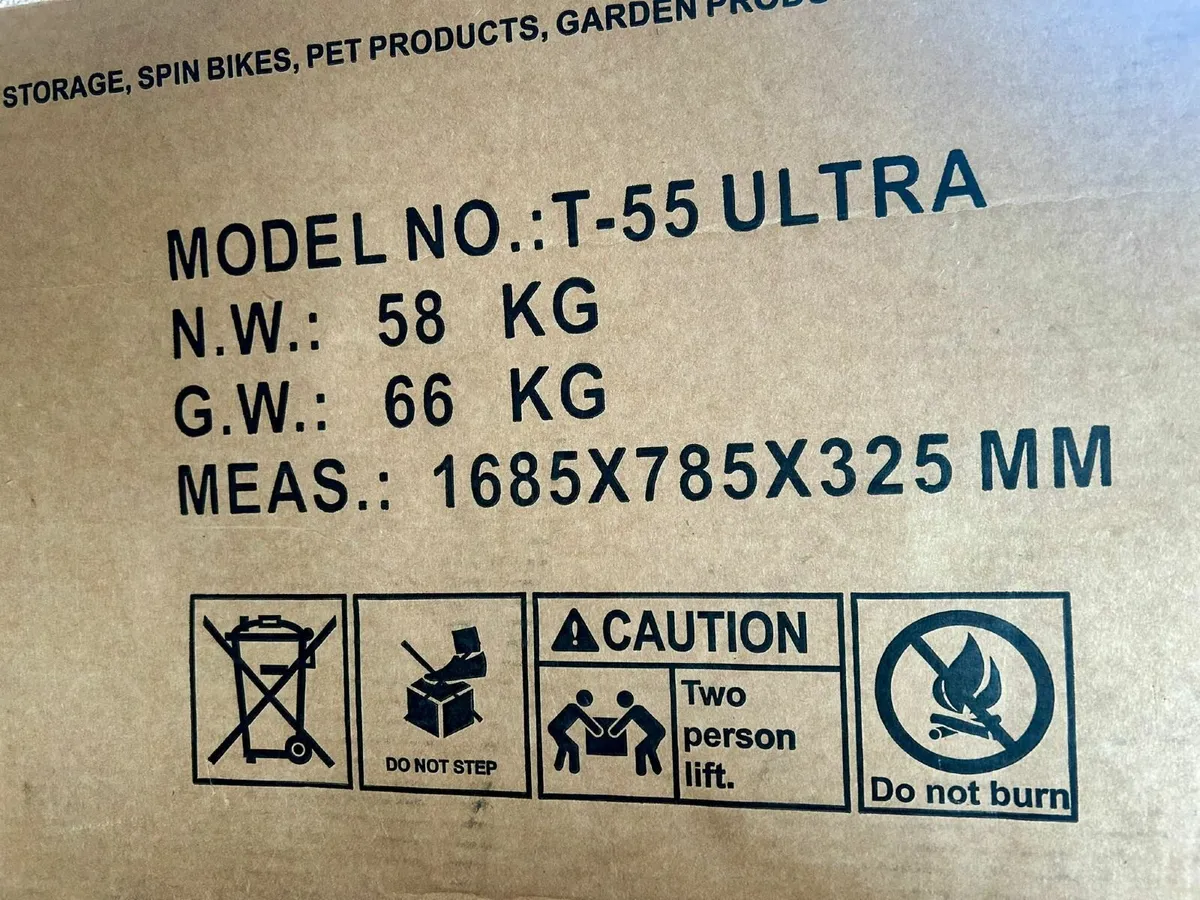 STORAGE, SPIN BIKES, PET PRODUCTS, GARDEN
MODEL NO.:T-55 ULTRA
N.W.: 58 KG
G.W.: 66 KG
MEAS.: 1685X785X325 MM
DO NOT STEP
CAUTION
Two
person
lift.
Do not burn